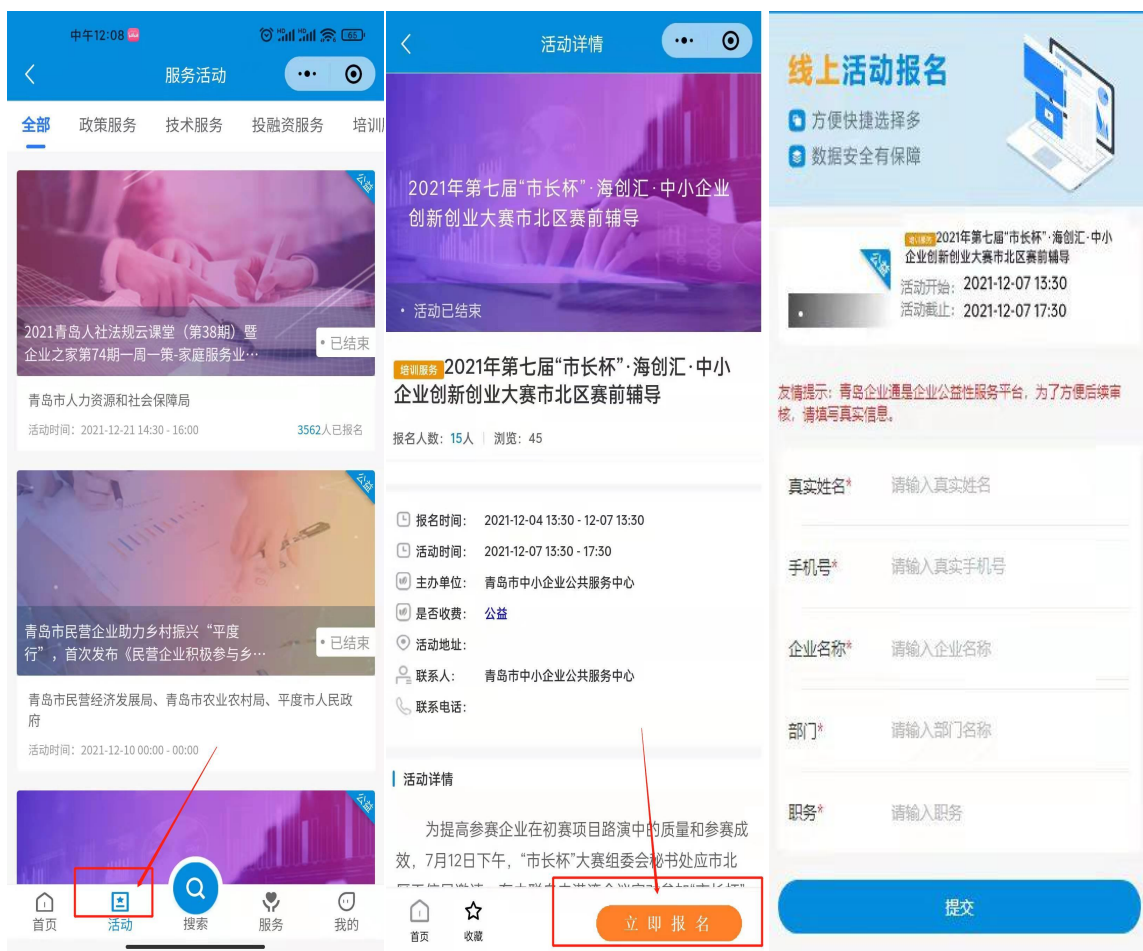 中午12:08
65
服务活动
全部 政策服务 技术服务 投融资服务 培训
公益
2021青岛人社法规云课堂（第38期）暨
企业之家第74期一周一策-家庭服务业…
• 已结束
青岛市人力资源和社会保障局
活动时间：2021-12-21 14:30 - 16:00 3562人已报名
公益
青岛市民营企业助力乡村振兴“平度
行”，首次发布《民营企业积极参与乡…
• 已结束
青岛市民营经济发展局、青岛市农业农村局、平度市人民政
府
活动时间：2021-12-10 00:00 - 00:00
公益
首页 活动 搜索 服务 我的
活动详情
2021年第七届“市长杯”·海创汇·中小企业
创新创业大赛市北区赛前辅导
• 活动已结束
培训服务 2021年第七届“市长杯”·海创汇·中小
企业创新创业大赛市北区赛前辅导
报名人数：15人 浏览：45
报名时间： 2021-12-04 13:30 - 12-07 13:30
活动时间： 2021-12-07 13:30 - 17:30
主办单位： 青岛市中小企业公共服务中心
是否收费： 公益
活动地址：
联系人： 青岛市中小企业公共服务中心
联系电话：
活动详情
为提高参赛企业在初赛项目路演中的质量和参赛成
效，7月12日下午，“市长杯”大赛组委会秘书处应市北
首页 收藏 立即报名
线上活动报名
方便快捷选择多
数据安全有保障
公益
培训服务 2021年第七届“市长杯”·海创汇·中小
企业创新创业大赛市北区赛前辅导
活动开始： 2021-12-07 13:30
活动截止： 2021-12-07 17:30
友情提示：青岛企业通是企业公益性服务平台，为了方便后续审
核，请填写真实信息。
真实姓名* 请输入真实姓名
手机号* 请输入真实手机号
企业名称* 请输入企业名称
部门* 请输入部门名称
职务* 请输入职务
提交